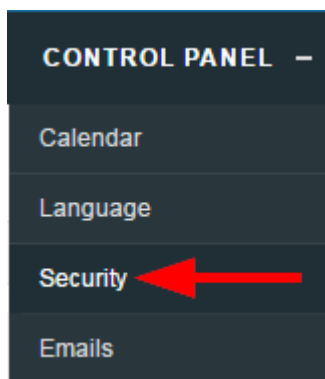 CONTROL PANEL –
Calendar
Language
Security
Emails